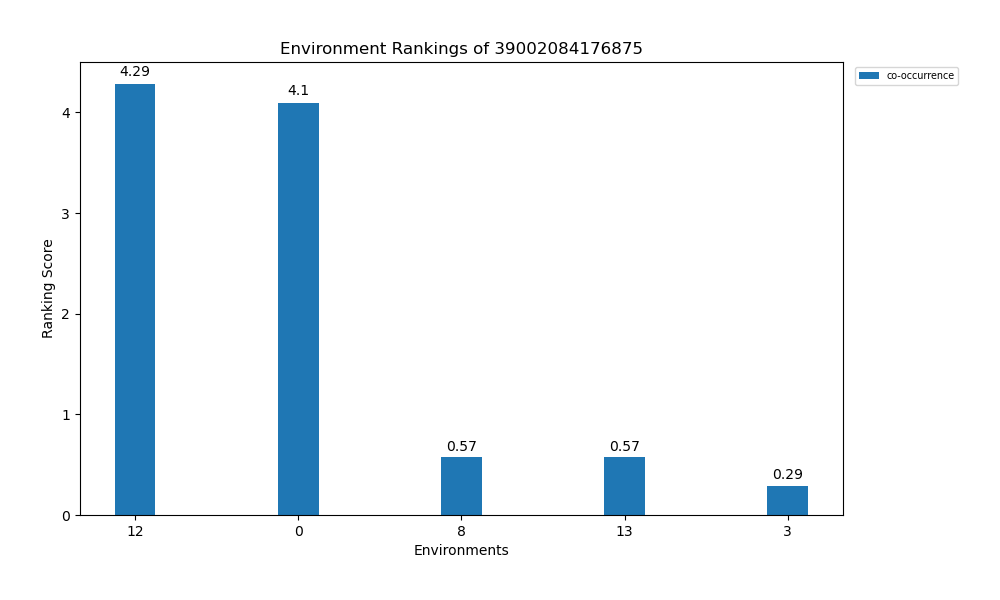 Environment Rankings of 39002084176875
co-occurrence
4.29
4.1
0.57
0.57
0.29
Ranking Score
4
3
2
1
0
12 0 8 13 3
Environments